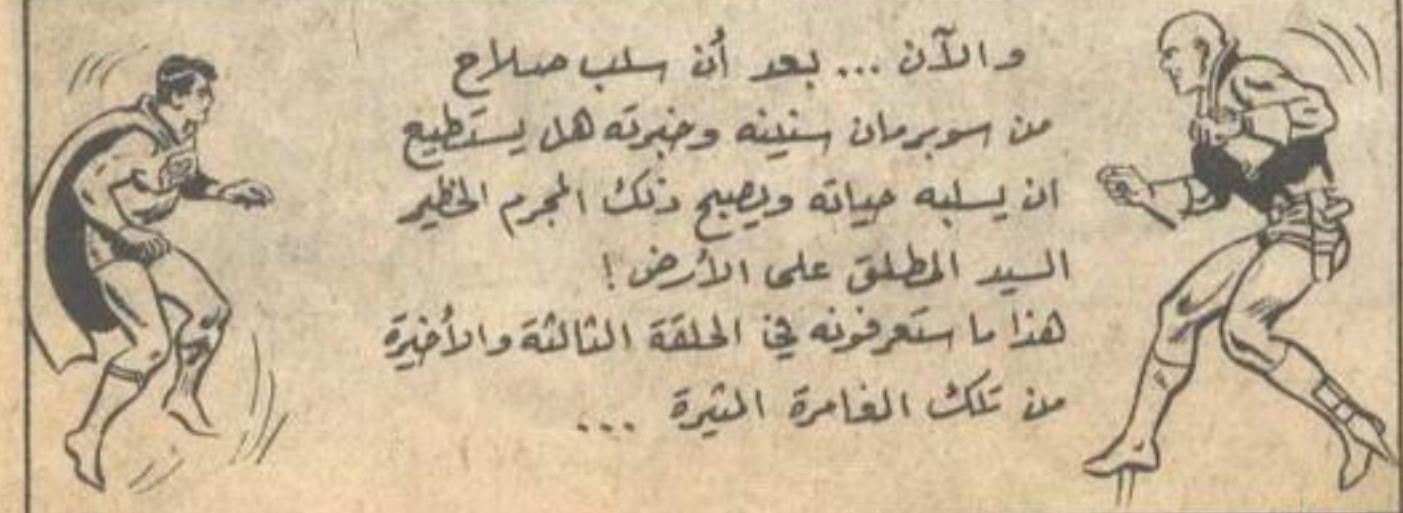 والآن ... بعد أن سلب صلاح
من سوبرمان سنينه وخبرته هل يستطيع
ان يسلبه حياته ويصبح ذلك المجرم الخطير
السيد المطلق على الأرض !
هذا ما ستعرفونه في الحلقة الثالثة والأخيرة
من تلك المغامرة المثيرة ...